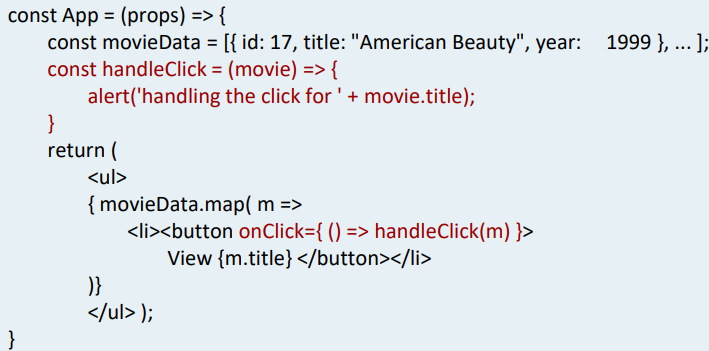 const App = (props) => {
const movieData = [{ id: 17, title: "American Beauty", year: 1999 }, ... ];
const handleClick = (movie) => {
alert('handling the click for ' + movie.title);
}
return (
<ul>
{ movieData.map( m =>
<li><button onClick={ () => handleClick(m) }>
View {m.title} </button></li>
)}
</ul> );
}